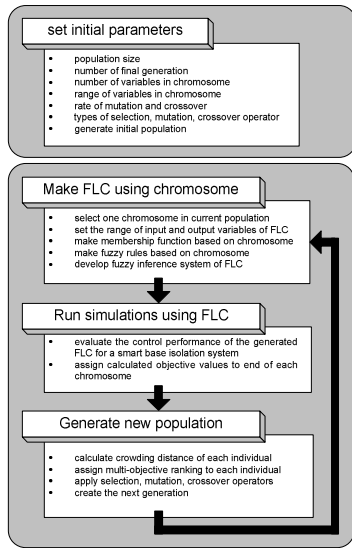 set initial parameters
• population size
• number of final generation
• number of variables in chromosome
• range of variables in chromosome
• rate of mutation and crossover
• types of selection, mutation, crossover operator
• generate initial population
Make FLC using chromosome
• select one chromosome in current population
• set the range of input and output variables of FLC
• make membership function based on chromosome
• make fuzzy rules based on chromosome
• develop fuzzy inference system of FLC
Run simulations using FLC
• evaluate the control performance of the generated
FLC for a smart base isolation system
• assign calculated objective values to end of each
chromosome
Generate new population
• calculate crowding distance of each individual
• assign multi-objective ranking to each individual
• apply selection, mutation, crossover operators
• create the next generation